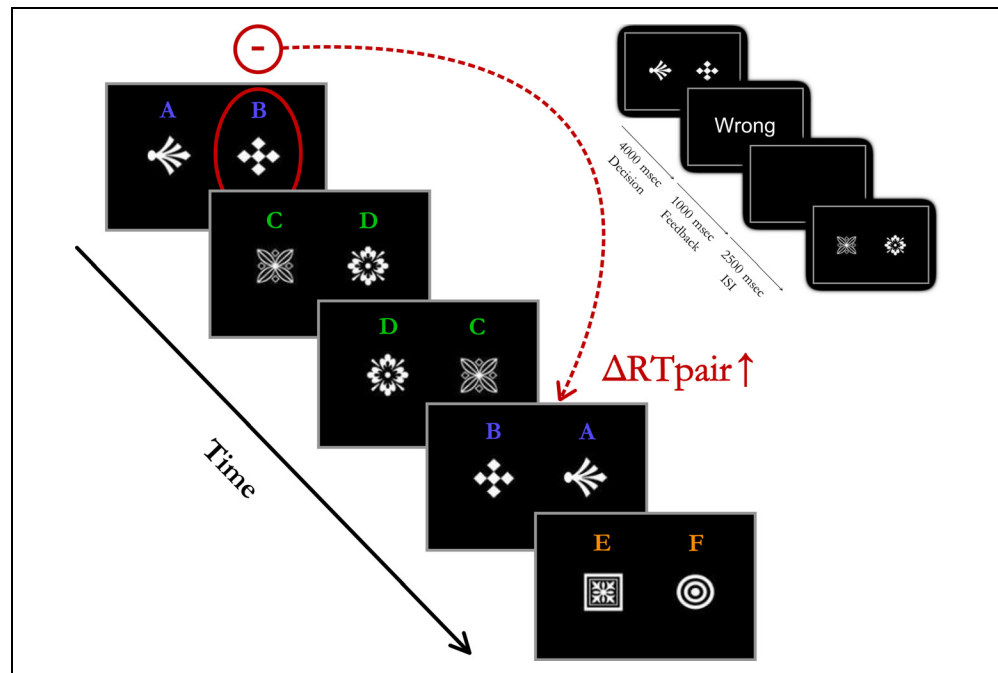 -
A B
C D
D C
B A
E F
Time
ΔRTpair↑
Wrong
4000 msec
Decision
1000 msec
Feedback
2500 msec
ISI